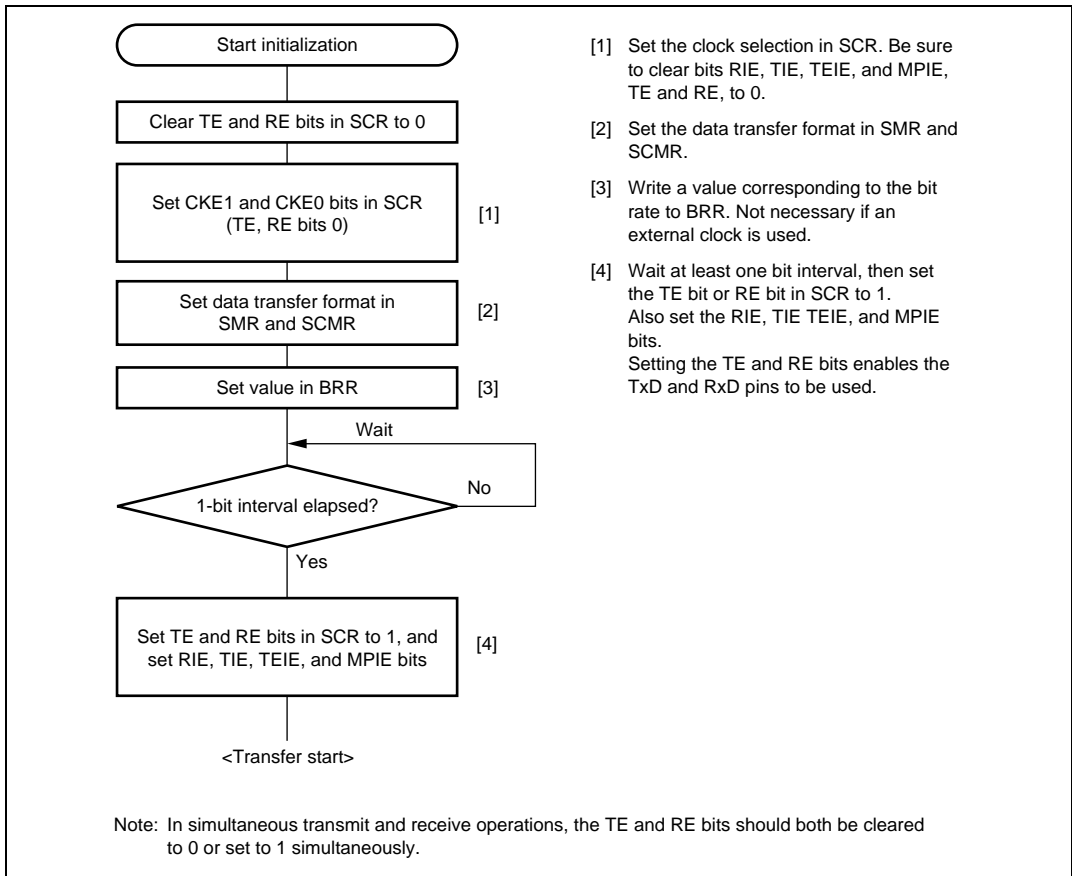 Start initialization
Clear TE and RE bits in SCR to 0
Set CKE1 and CKE0 bits in SCR
(TE, RE bits 0)
[1]
Set data transfer format in
SMR and SCMR
[2]
Set value in BRR
[3]
Wait
No
1-bit interval elapsed?
Yes
Set TE and RE bits in SCR to 1, and
set RIE, TIE, TEIE, and MPIE bits
[4]
<Transfer start>
[1] Set the clock selection in SCR. Be sure
to clear bits RIE, TIE, TEIE, and MPIE,
TE and RE, to 0.
[2] Set the data transfer format in SMR and
SCMR.
[3] Write a value corresponding to the bit
rate to BRR. Not necessary if an
external clock is used.
[4] Wait at least one bit interval, then set
the TE bit or RE bit in SCR to 1.
Also set the RIE, TIE TEIE, and MPIE
bits.
Setting the TE and RE bits enables the
TxD and RxD pins to be used.
Note: In simultaneous transmit and receive operations, the TE and RE bits should both be cleared
to 0 or set to 1 simultaneously.